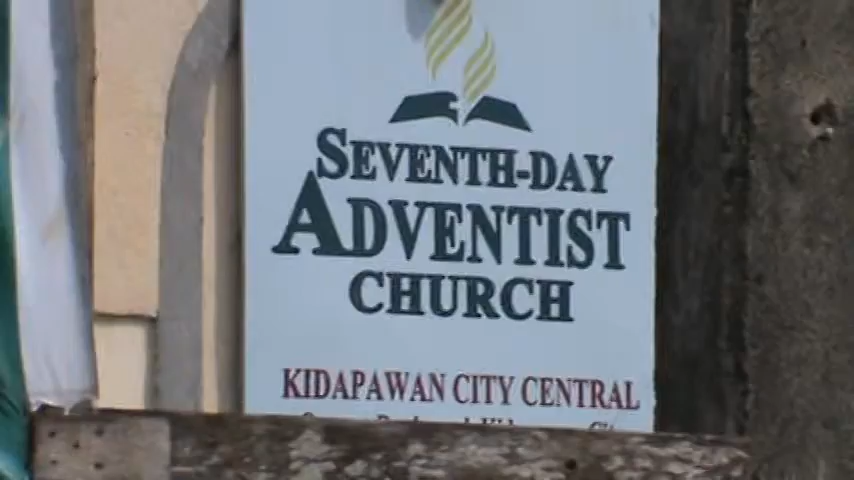 SEVENTH-DAY
ADVENTIST
CHURCH
KIDAPAWAN CITY CENTRAL